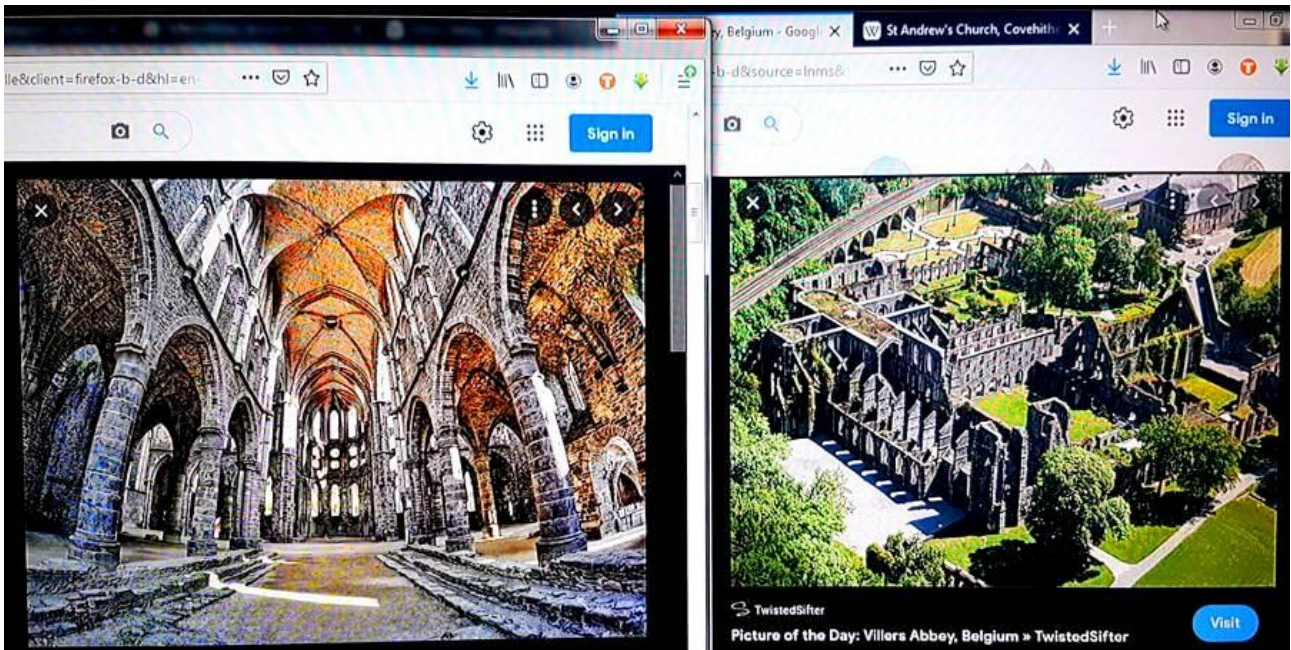 y, Belgium - Googl
St Andrew's Church, Covehith
lle&client=firefox-b-d&hl=en-
-b-d&source=lnms&
Sign in
Sign in
TwistedSifter
Picture of the Day: Villers Abbey, Belgium » TwistedSifter
Visit